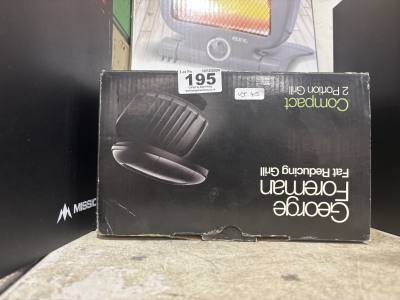 195
Compact
2 Portion Grill
George
Foreman
Fat Reducing Grill
MISSIO